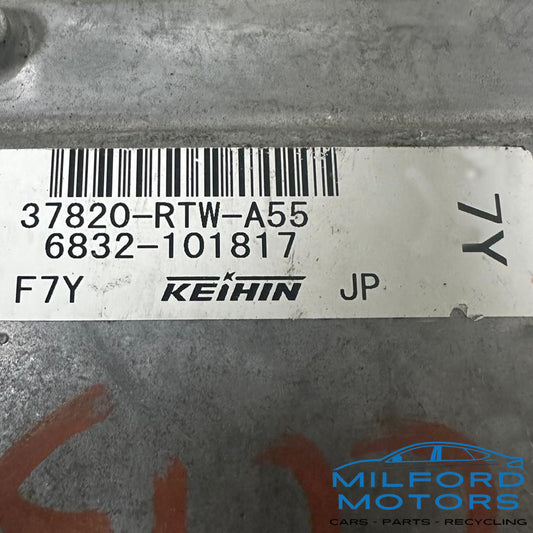 37820-RTW-A55
6832-101817
7Y
F7Y KEIHIN JP
MILFORD
MOTORS
CARS - PARTS - RECYCLING